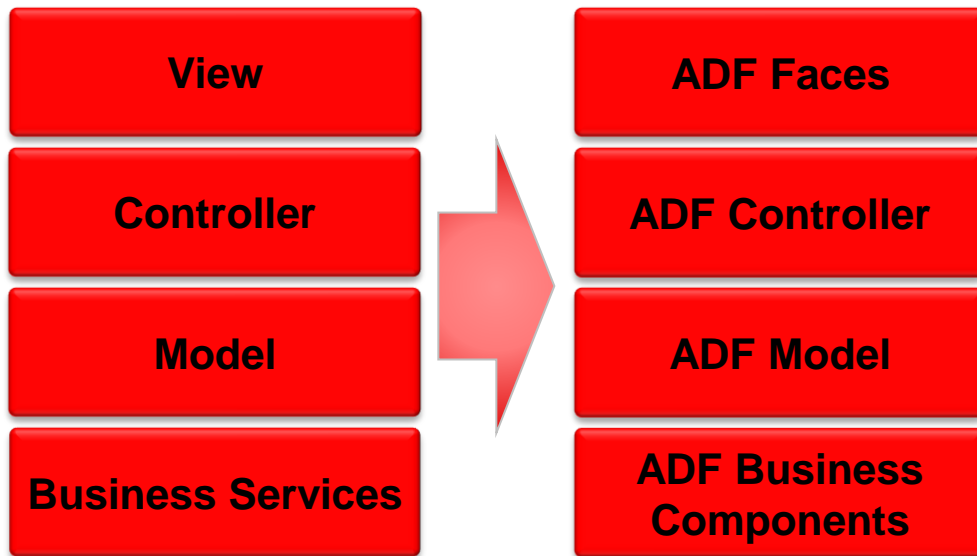 View
Controller
Model
Business Services
ADF Faces
ADF Controller
ADF Model
ADF Business
Components